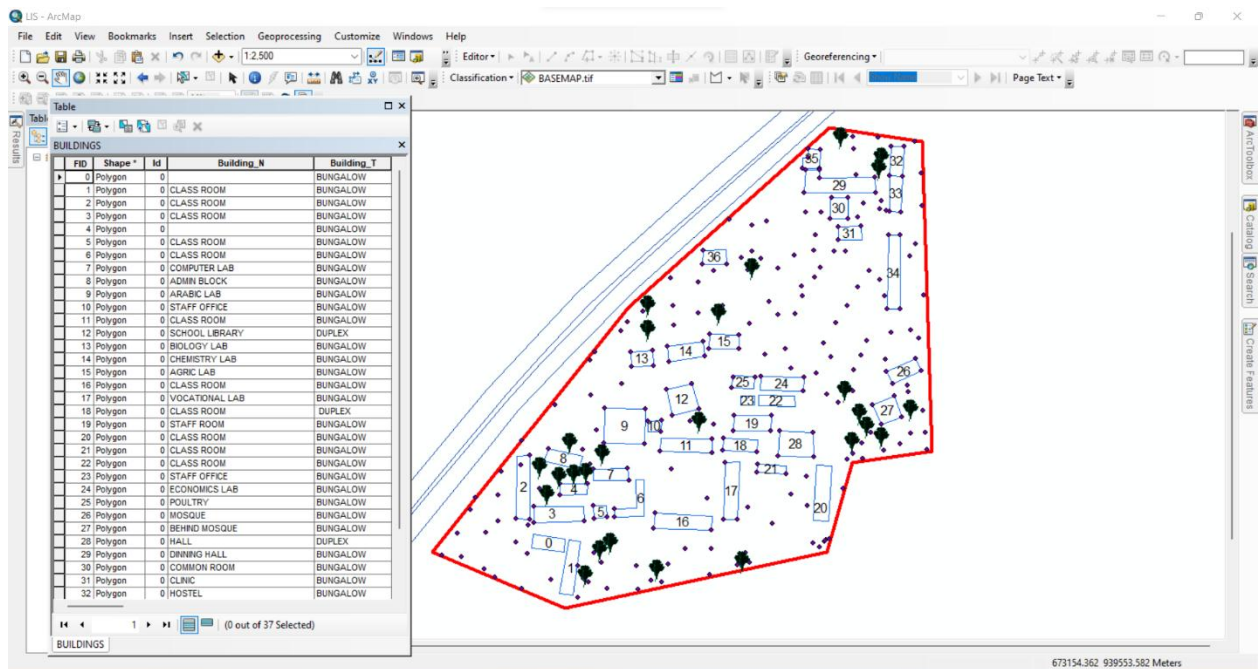 LIS - ArcMap
File Edit View Bookmarks Insert Selection Geoprocessing Customize Windows Help
1:2.500 Editor Georeferencing
Classification BASEMAP.tif Page Text
Table
BUILDINGS
FID Shape * Id Building_N Building_T
0 Polygon 0 BUNGALOW
1 Polygon 0 CLASS ROOM BUNGALOW
2 Polygon 0 CLASS ROOM BUNGALOW
3 Polygon 0 CLASS ROOM BUNGALOW
4 Polygon 0 BUNGALOW
5 Polygon 0 CLASS ROOM BUNGALOW
6 Polygon 0 CLASS ROOM BUNGALOW
7 Polygon 0 COMPUTER LAB BUNGALOW
8 Polygon 0 ADMIN BLOCK BUNGALOW
9 Polygon 0 ARABIC LAB BUNGALOW
10 Polygon 0 STAFF OFFICE BUNGALOW
11 Polygon 0 CLASS ROOM BUNGALOW
12 Polygon 0 SCHOOL LIBRARY DUPLEX
13 Polygon 0 BIOLOGY LAB BUNGALOW
14 Polygon 0 CHEMISTRY LAB BUNGALOW
15 Polygon 0 AGRIC LAB BUNGALOW
16 Polygon 0 CLASS ROOM BUNGALOW
17 Polygon 0 VOCATIONAL LAB BUNGALOW
18 Polygon 0 CLASS ROOM DUPLEX
19 Polygon 0 STAFF ROOM BUNGALOW
20 Polygon 0 CLASS ROOM BUNGALOW
21 Polygon 0 CLASS ROOM BUNGALOW
22 Polygon 0 CLASS ROOM BUNGALOW
23 Polygon 0 STAFF OFFICE BUNGALOW
24 Polygon 0 ECONOMICS LAB BUNGALOW
25 Polygon 0 POULTRY BUNGALOW
26 Polygon 0 MOSQUE BUNGALOW
27 Polygon 0 BEHIND MOSQUE BUNGALOW
28 Polygon 0 HALL DUPLEX
29 Polygon 0 DINNING HALL BUNGALOW
30 Polygon 0 COMMON ROOM BUNGALOW
31 Polygon 0 CLINIC BUNGALOW
32 Polygon 0 HOSTEL BUNGALOW
1 (0 out of 37 Selected)
BUILDINGS
Results
35 32
29 33
30
31
36
34
15
14
13
26
25 24
12 23 22
27
9 10 19
11 18 28
8
21
7
2 4
6 17
3 5
20
16
0
1
ArcToolbox
Catalog
Search
Create Features
673154.362 939553.582 Meters